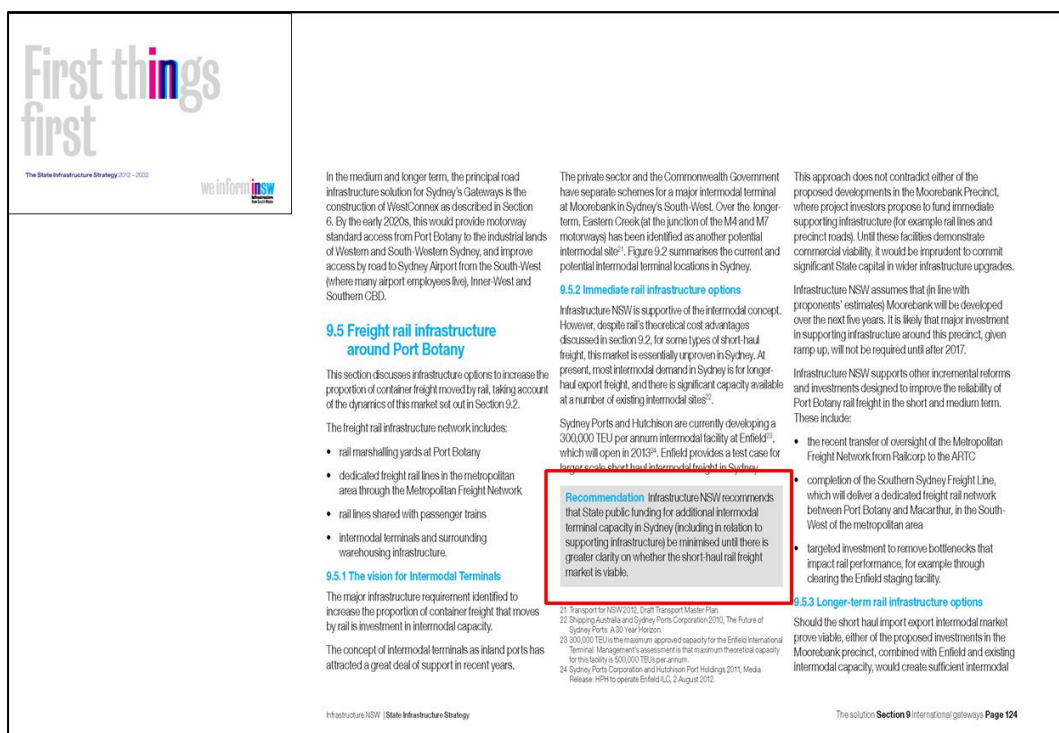 First things
first
The State Infrastructure Strategy 2012 – 2032
we inform insw
In the medium and longer term, the principal road
infrastructure solution for Sydney's Gateways is the
construction of WestConnex as described in Section
6. By the early 2020s, this would provide motorway
standard access from Port Botany to the industrial lands
of Western and South-Western Sydney, and improve
access by road to Sydney Airport from the South-West
(where many airport employees live), Inner-West and
Southern CBD.
9.5 Freight rail infrastructure
around Port Botany
This section discusses infrastructure options to increase the
proportion of container freight moved by rail, taking account
of the dynamics of this market set out in Section 9.2.
The freight rail infrastructure network includes:
• rail marshalling yards at Port Botany
• dedicated freight rail lines in the metropolitan
area through the Metropolitan Freight Network
• rail lines shared with passenger trains
• intermodal terminals and surrounding
warehousing infrastructure.
9.5.1 The vision for Intermodal Terminals
The major infrastructure requirement identified to
increase the proportion of container freight that moves
by rail is investment in intermodal capacity.
The concept of intermodal terminals as inland ports has
attracted a great deal of support in recent years.
The private sector and the Commonwealth Government
have separate schemes for a major intermodal terminal
at Moorebank in Sydney's South-West. Over the longer-
term, Eastern Creek (at the junction of the M4 and M7
motorways) has been identified as another potential
intermodal site21. Figure 9.2 summarises the current and
potential intermodal terminal locations in Sydney.
9.5.2 Immediate rail infrastructure options
Infrastructure NSW is supportive of the intermodal concept.
However, despite rail's theoretical cost advantages
discussed in section 9.2, for some types of short-haul
freight, this market is essentially unproven in Sydney. At
present, most intermodal demand in Sydney is for longer-
haul export freight, and there is significant capacity available
at a number of existing intermodal sites22.
Sydney Ports and Hutchison are currently developing a
300,000 TEU per annum intermodal facility at Enfield23,
which will open in 201324. Enfield provides a test case for
larger scale short haul intermodal freight in Sydney
Recommendation Infrastructure NSW recommends
that State public funding for additional intermodal
terminal capacity in Sydney (including in relation to
supporting infrastructure) be minimised until there is
greater clarity on whether the short-haul rail freight
market is viable.
21 Transport for NSW 2012, Draft Transport Master Plan.
22 Shipping Australia and Sydney Ports Corporation 2010, The Future of
Sydney Ports: A 30 Year Horizon.
23 300,000 TEU is the maximum approved capacity for the Enfield International
Terminal. Management's assessment is that maximum theoretical capacity
for this facility is 500,000 TEUs per annum.
24 Sydney Ports Corporation and Hutchison Port Holdings 2011, Media
Release: HPH to operate Enfield ILC, 2 August 2012.
This approach does not contradict either of the
proposed developments in the Moorebank Precinct,
where project investors propose to fund immediate
supporting infrastructure (for example rail lines and
precinct roads). Until these facilities demonstrate
commercial viability, it would be imprudent to commit
significant State capital in wider infrastructure upgrades.
Infrastructure NSW assumes that (in line with
proponents' estimates) Moorebank will be developed
over the next five years. It is likely that major investment
in supporting infrastructure around this precinct, given
ramp up, will not be required until after 2017.
Infrastructure NSW supports other incremental reforms
and investments designed to improve the reliability of
Port Botany rail freight in the short and medium term.
These include:
• the recent transfer of oversight of the Metropolitan
Freight Network from Railcorp to the ARTC
• completion of the Southern Sydney Freight Line,
which will deliver a dedicated freight rail network
between Port Botany and Macarthur, in the South-
West of the metropolitan area
• targeted investment to remove bottlenecks that
impact rail performance, for example through
clearing the Enfield staging facility.
9.5.3 Longer-term rail infrastructure options
Should the short haul import export intermodal market
prove viable, either of the proposed investments in the
Moorebank precinct, combined with Enfield and existing
intermodal capacity, would create sufficient intermodal
Infrastructure NSW | State Infrastructure Strategy
The solution Section 9 International gateways Page 124